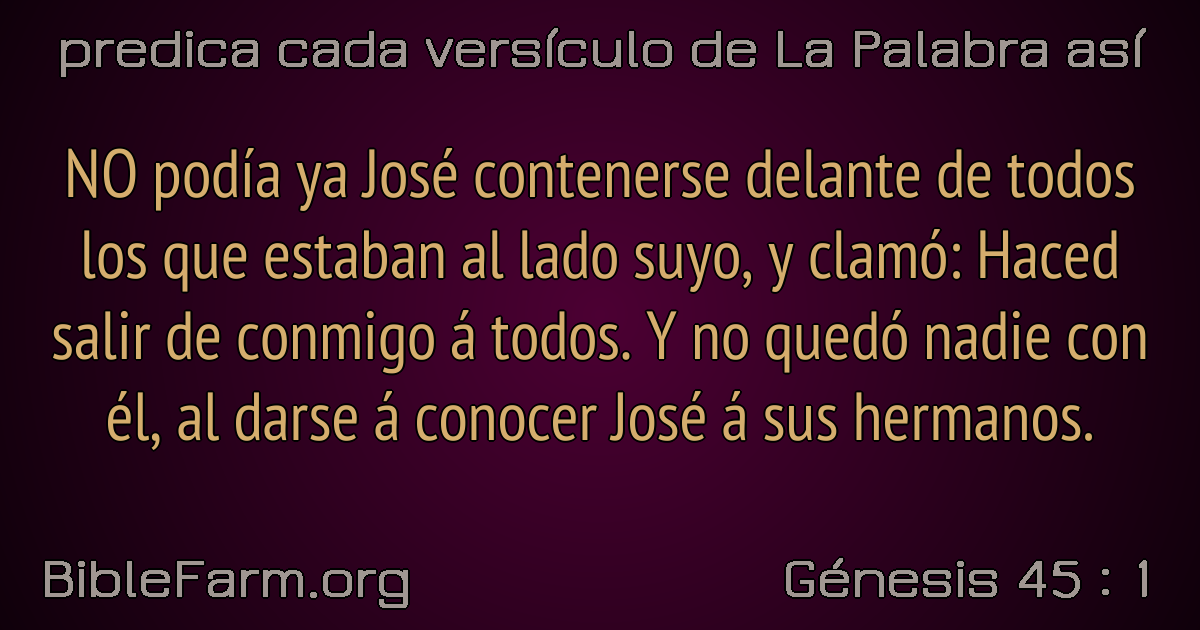 predica cada versículo de La Palabra así
NO podía ya José contenerse delante de todos
los que estaban al lado suyo, y clamó: Haced
salir de conmigo á todos. Y no quedó nadie con
él, al darse á conocer José á sus hermanos.
BibleFarm.org
Génesis 45 : 1